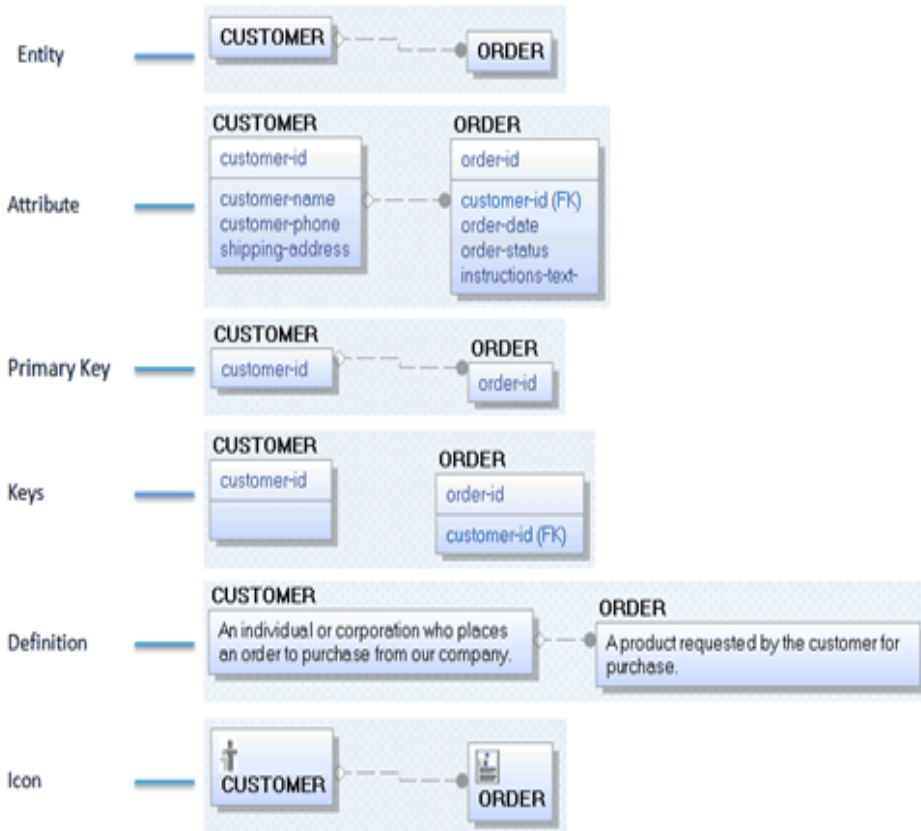 Entity
CUSTOMER
ORDER
Attribute
CUSTOMER
customer-id
customer-name
customer-phone
shipping-address
ORDER
order-id
customer-id (FK)
order-date
order-status
instructions-text-
Primary Key
CUSTOMER
customer-id
ORDER
order-id
Keys
CUSTOMER
customer-id
ORDER
order-id
customer-id (FK)
Definition
CUSTOMER
An individual or corporation who places
an order to purchase from our company.
ORDER
A product requested by the customer for
purchase.
Icon
CUSTOMER
ORDER